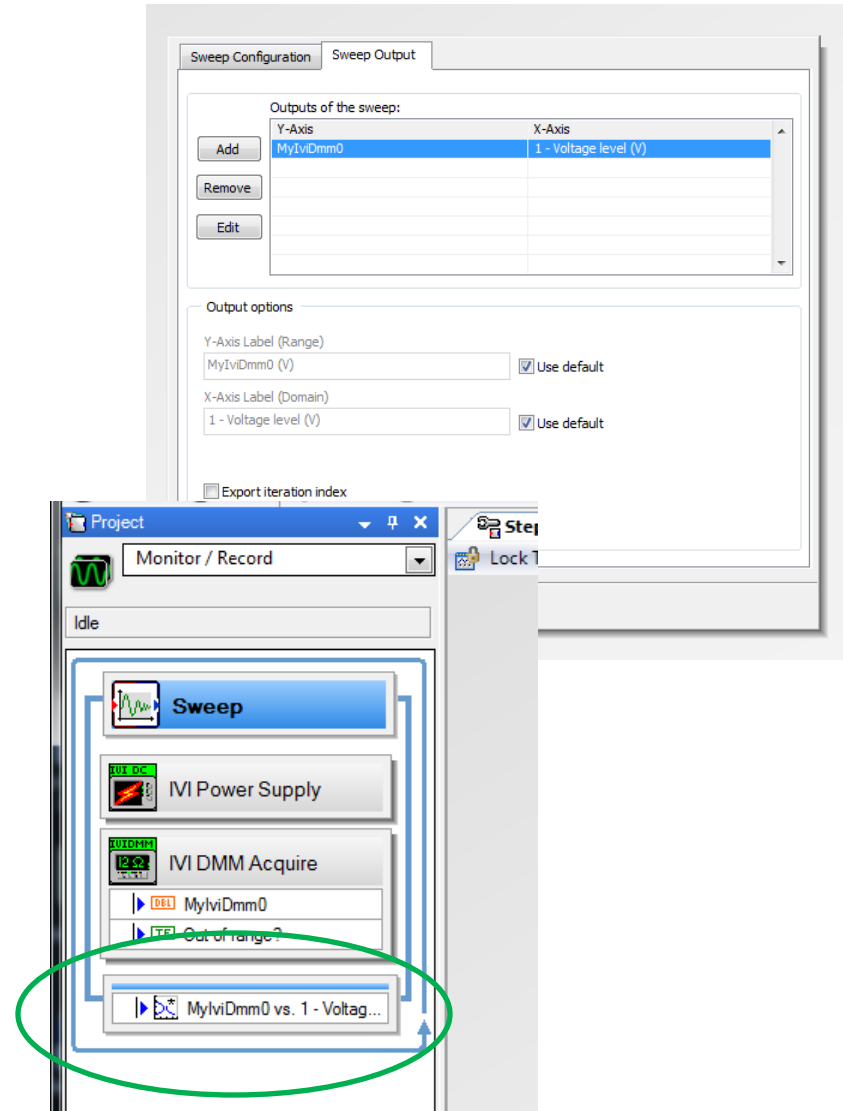 Sweep Configuration Sweep Output
Outputs of the sweep:
Y-Axis X-Axis
Add MyIviDmm0 1 - Voltage level (V)
Remove
Edit
Output options
Y-Axis Label (Range)
MyIviDmm0 (V) Use default
X-Axis Label (Domain)
1 - Voltage level (V) Use default
Export iteration index
Project
Step
Monitor / Record
Lock
Idle
Sweep
IVI DC
IVI Power Supply
IVIDMM
IVI DMM Acquire
DBL MyIviDmm0
TF Out of range?
MyIviDmm0 vs. 1 - Voltag...